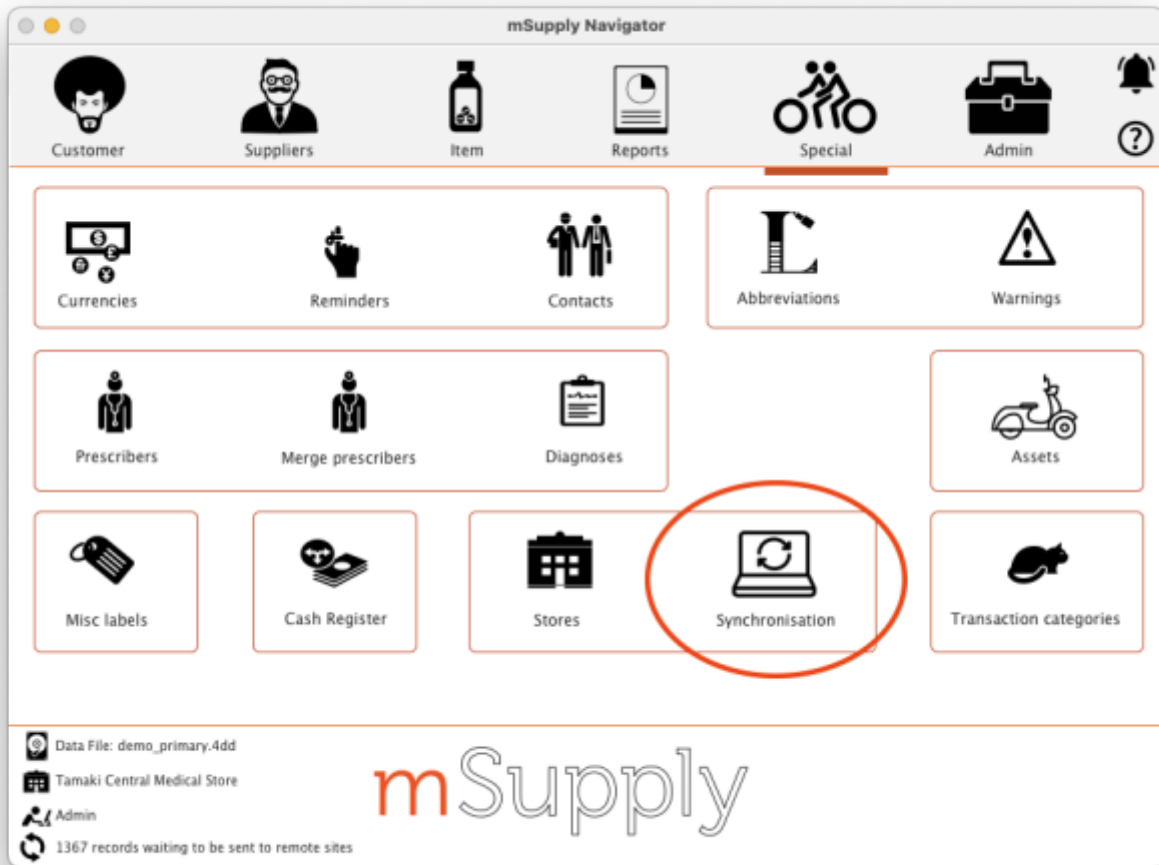 mSupply Navigator
Customer Suppliers Item Reports Special Admin
Currencies Reminders Contacts Abbreviations Warnings
Prescribers Merge prescribers Diagnoses Assets
Misc labels Cash Register Stores Synchronisation Transaction categories
Data File: demo_primary.4dd
Tamaki Central Medical Store
Admin
1367 records waiting to be sent to remote sites
mSupply